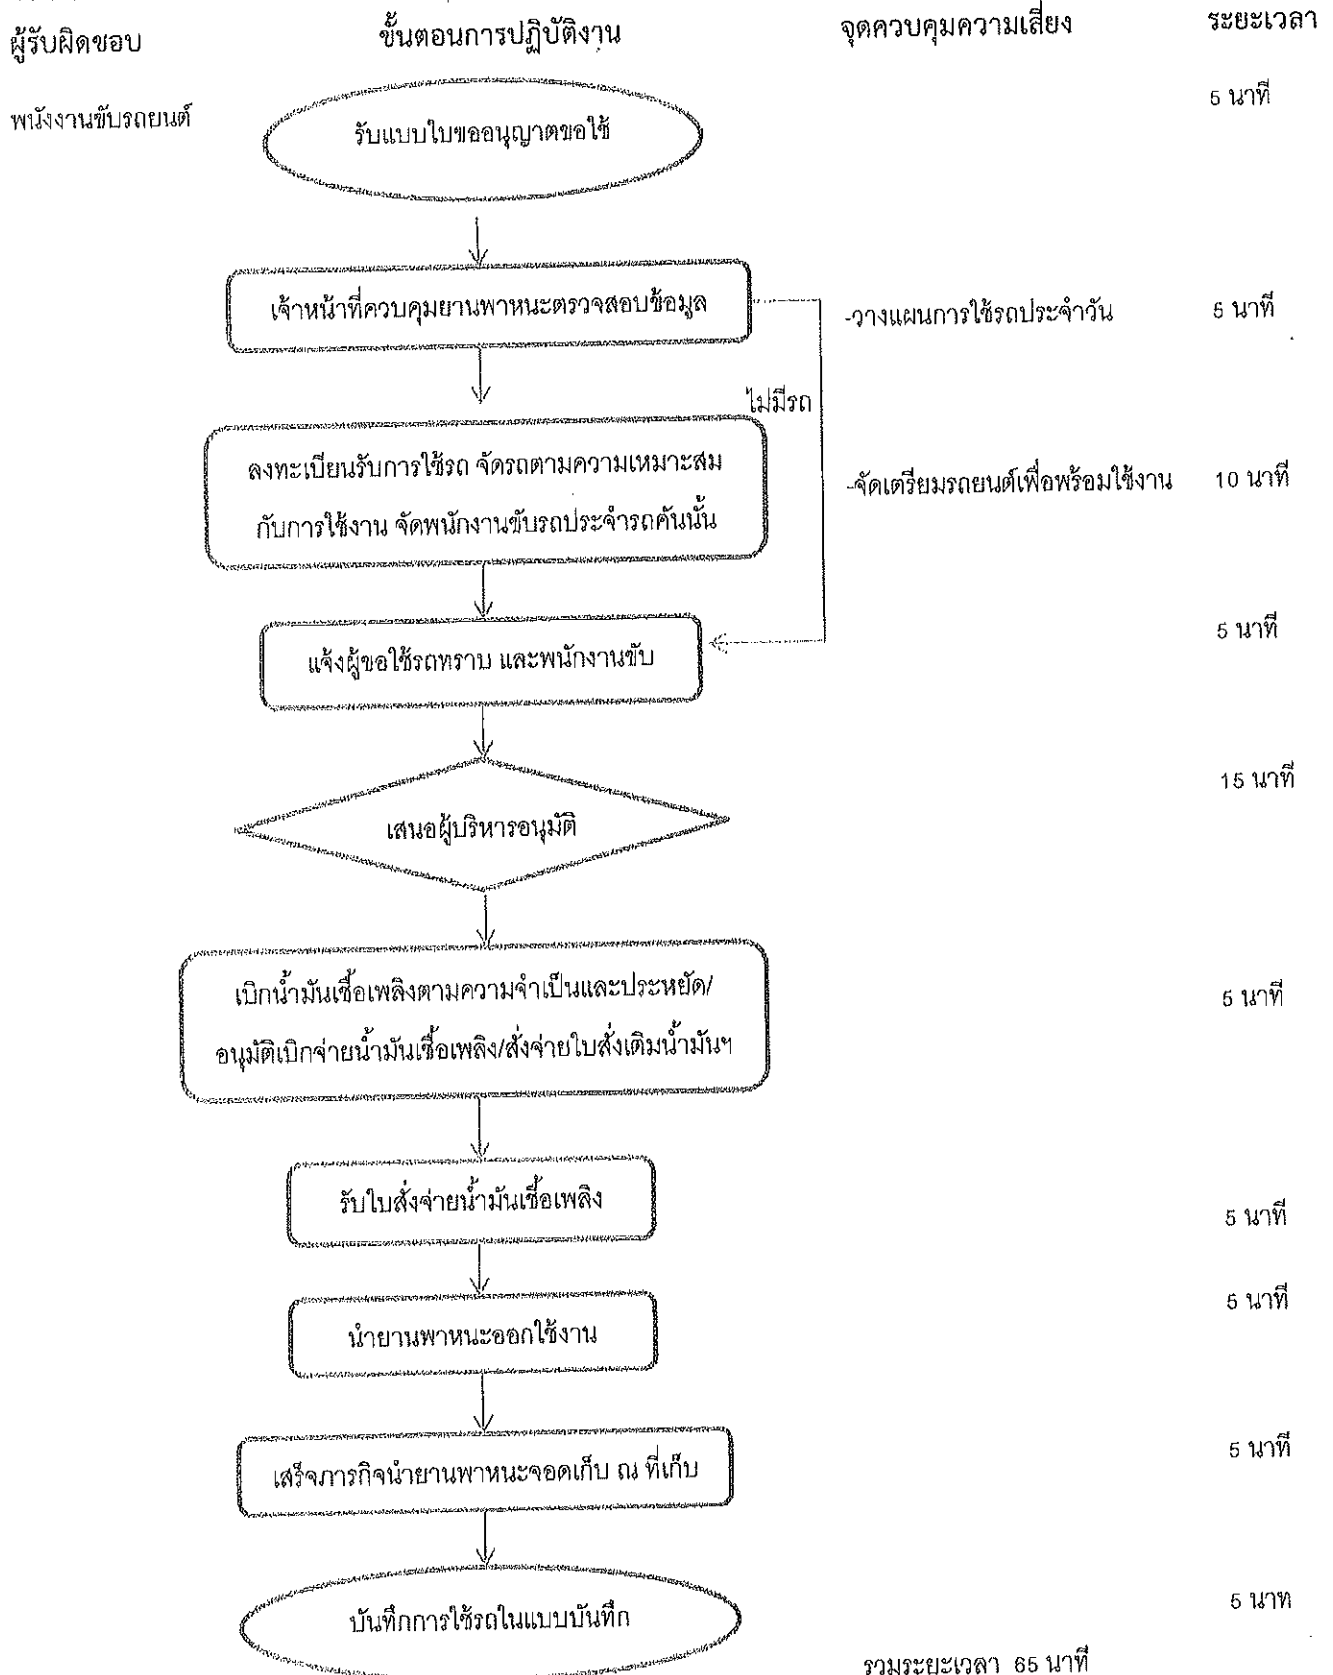 ผู้รับผิดชอบ ขั้นตอนการปฏิบัติงาน จุดควบคุมความเสี่ยง ระยะเวลา
พนังงานขับรถยนต์ 5 นาที
รับแบบใบขออนุญาตขอใช้
เจ้าหน้าที่ควบคุมยานพาหนะตรวจสอบข้อมูล -วางแผนการใช้รถประจำวัน 5 นาที
ไม่มีรถ
ลงทะเบียนรับการใช้รถ จัดรถตามความเหมาะสม -จัดเตรียมรถยนต์เพื่อพร้อมใช้งาน 10 นาที
กับการใช้งาน จัดพนักงานขับรถประจำรถคันนั้น
แจ้งผู้ขอใช้รถทราบ และพนักงานขับ 5 นาที
15 นาที
เสนอผู้บริหารอนุมัติ
เบิกน้ำมันเชื้อเพลิงตามความจำเป็นและประหยัด/ 5 นาที
อนุมัติเบิกจ่ายน้ำมันเชื้อเพลิง/สั่งจ่ายใบสั่งเติมน้ำมันฯ
รับใบสั่งจ่ายน้ำมันเชื้อเพลิง 5 นาที
นำยานพาหนะออกใช้งาน 5 นาที
เสร็จภารกิจนำยานพาหนะจอดเก็บ ณ ที่เก็บ 5 นาที
บันทึกการใช้รถในแบบบันทึก 5 นาท
รวมระยะเวลา 65 นาที